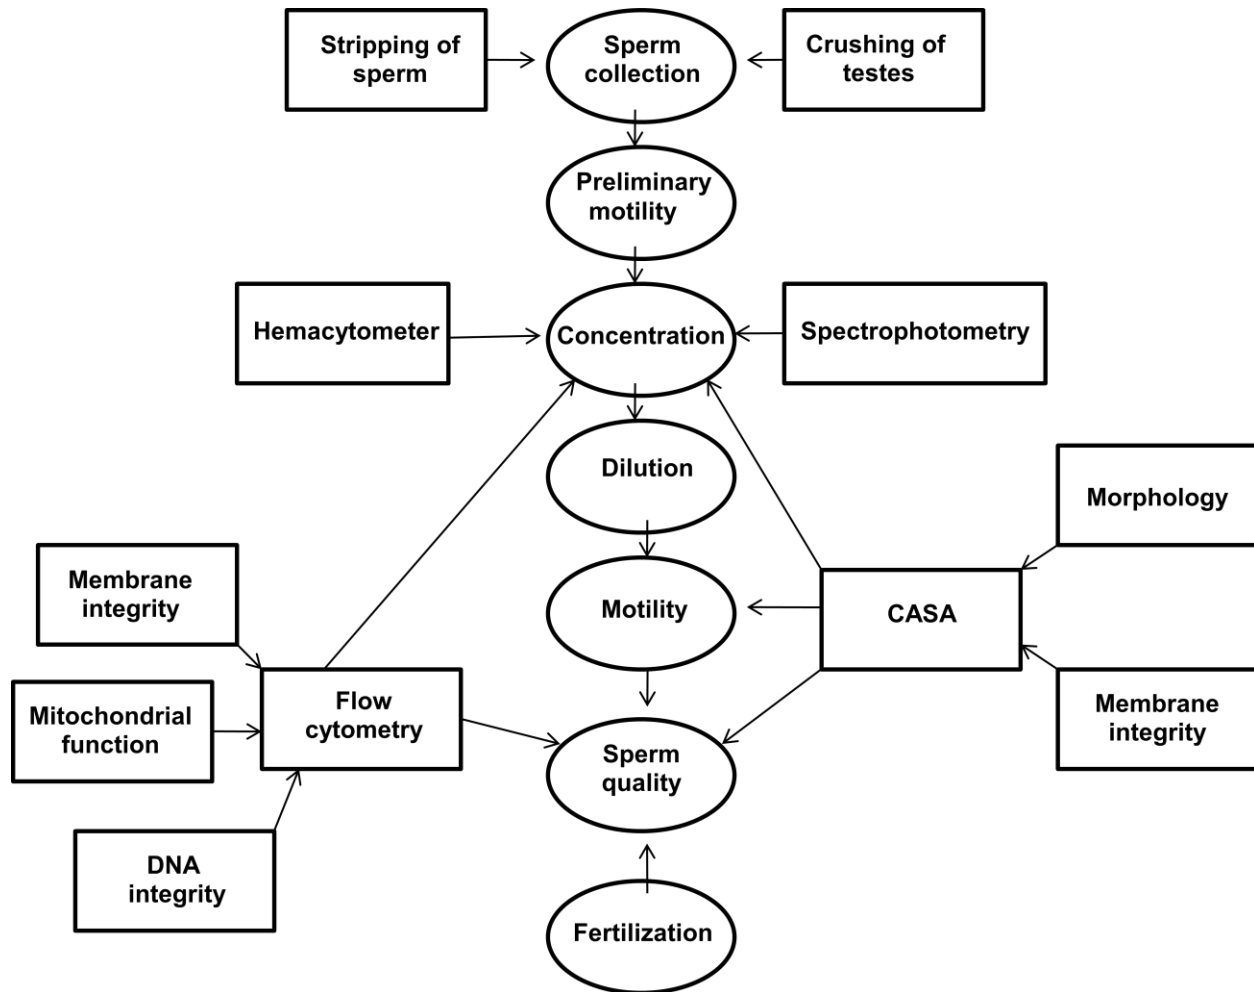 Stripping of
sperm
Sperm
collection
Crushing of
testes
Preliminary
motility
Hemacytometer
Concentration
Spectrophotometry
Dilution
Morphology
Membrane
integrity
Motility
CASA
Mitochondrial
function
Flow
cytometry
Membrane
integrity
Sperm
quality
DNA
integrity
Fertilization